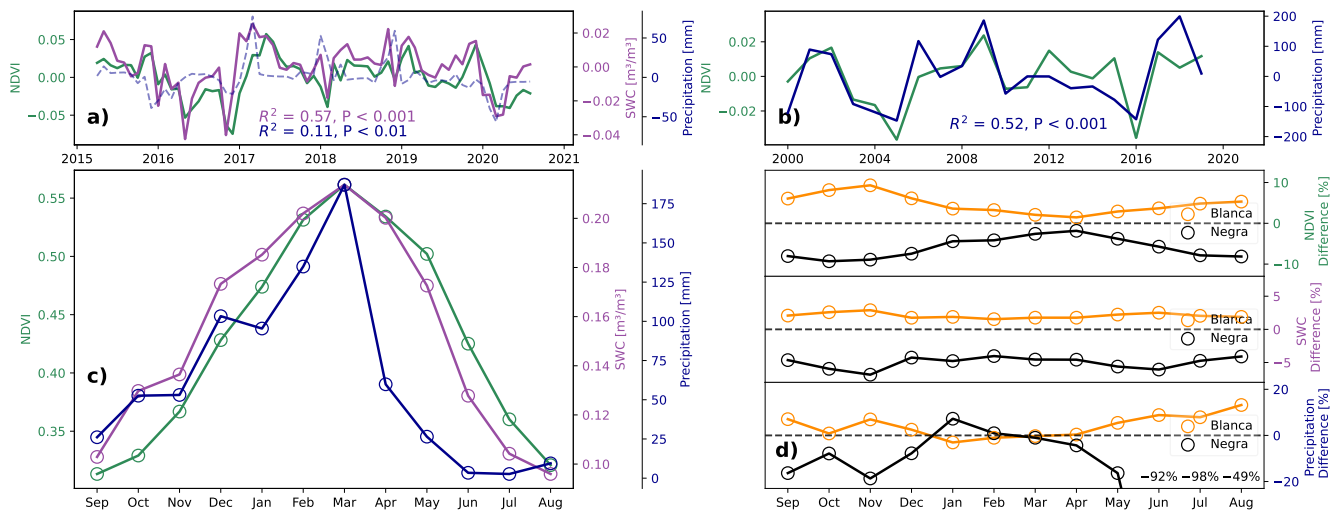 0.05
0.00
−0.05
NDVI
a)
R² = 0.57, P < 0.001
R² = 0.11, P < 0.01
0.02
0.00
−0.02
−0.04
SWC [m³/m³]
50
0
−50
Precipitation [mm]
2015 2016 2017 2018 2019 2020 2021
0.02
0.00
−0.02
NDVI
b)
R² = 0.52, P < 0.001
200
100
0
−100
−200
Precipitation [mm]
2000 2004 2008 2012 2016 2020
0.55
0.50
0.45
0.40
0.35
NDVI
c)
0.20
0.18
0.16
0.14
0.12
0.10
SWC [m³/m³]
175
150
125
100
75
50
25
0
Precipitation [mm]
Sep Oct Nov Dec Jan Feb Mar Apr May Jun Jul Aug
Blanca
Negra
10
0
−10
NDVI
Difference [%]
Blanca
Negra
5
0
−5
SWC
Difference [%]
d)
Blanca
Negra
−92% −98% −49%
20
0
−20
Precipitation
Difference [%]
Sep Oct Nov Dec Jan Feb Mar Apr May Jun Jul Aug